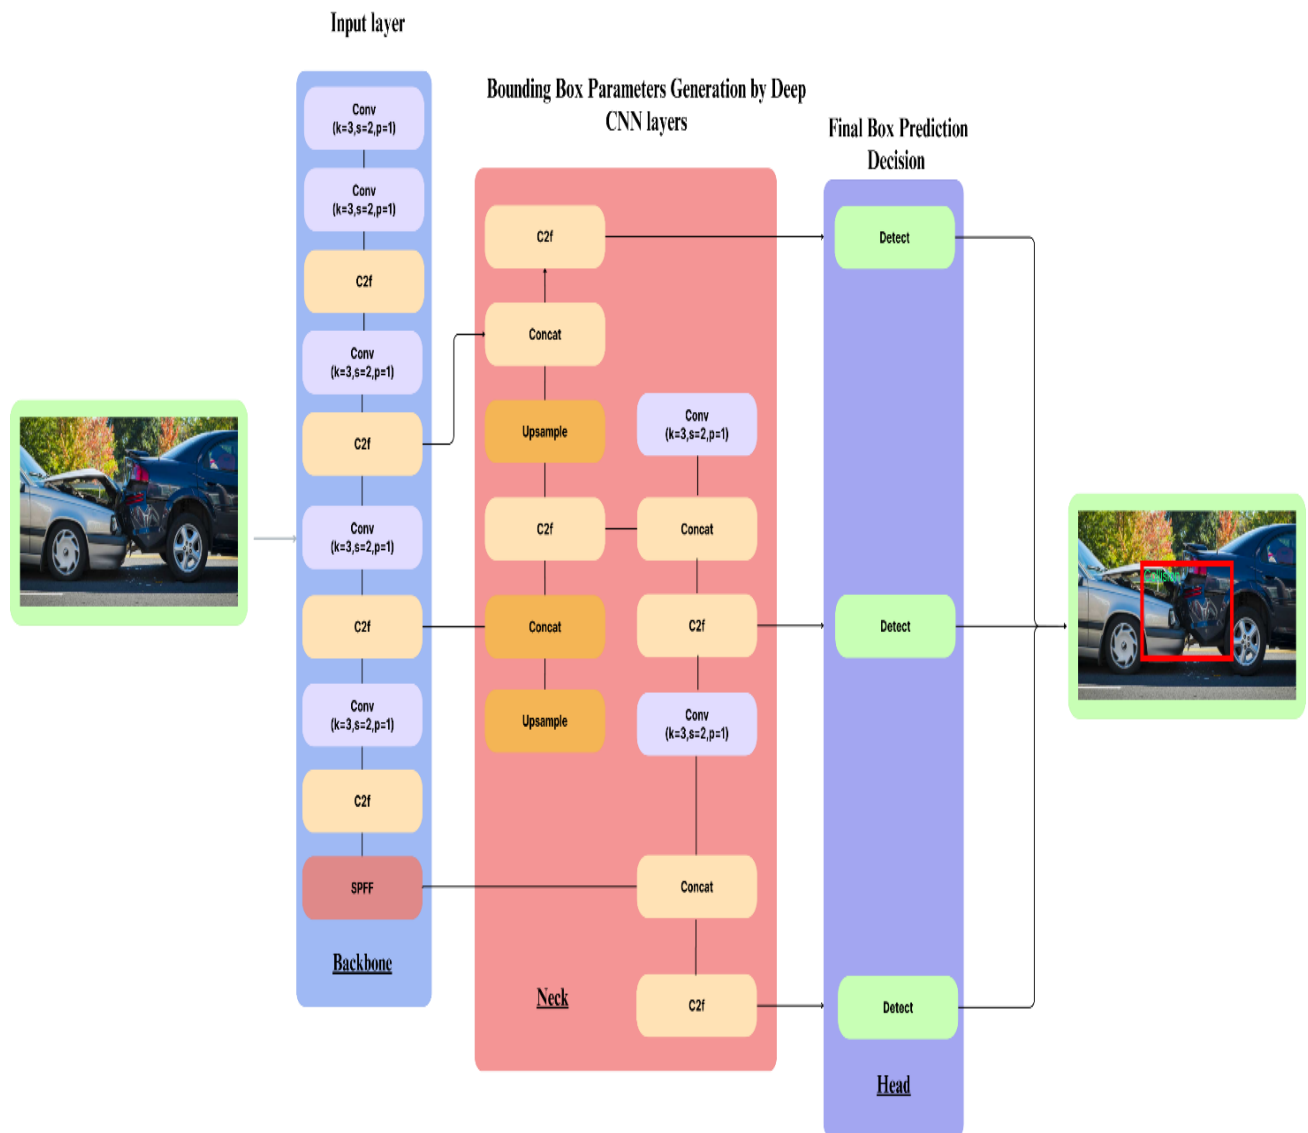 Input layer
Conv
(k=3,s=2,p=1)
Conv
(k=3,s=2,p=1)
C2f
Conv
(k=3,s=2,p=1)
C2f
Conv
(k=3,s=2,p=1)
C2f
Conv
(k=3,s=2,p=1)
C2f
SPFF
Backbone
Bounding Box Parameters Generation by Deep
CNN layers
C2f
Concat
Upsample
C2f
Concat
Upsample
Conv
(k=3,s=2,p=1)
Concat
C2f
Conv
(k=3,s=2,p=1)
Concat
C2f
Neck
Final Box Prediction
Decision
Detect
Detect
Detect
Head